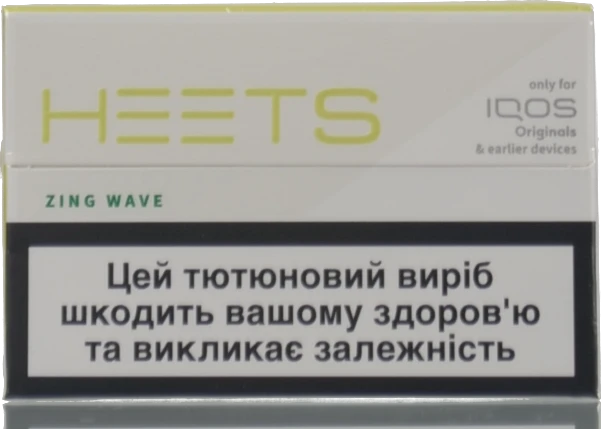 HEETS
only for
IQOS
Originals
& earlier devices
ZING WAVE
Цей тютюновий виріб
шкодить вашому здоров'ю
та викликає залежність